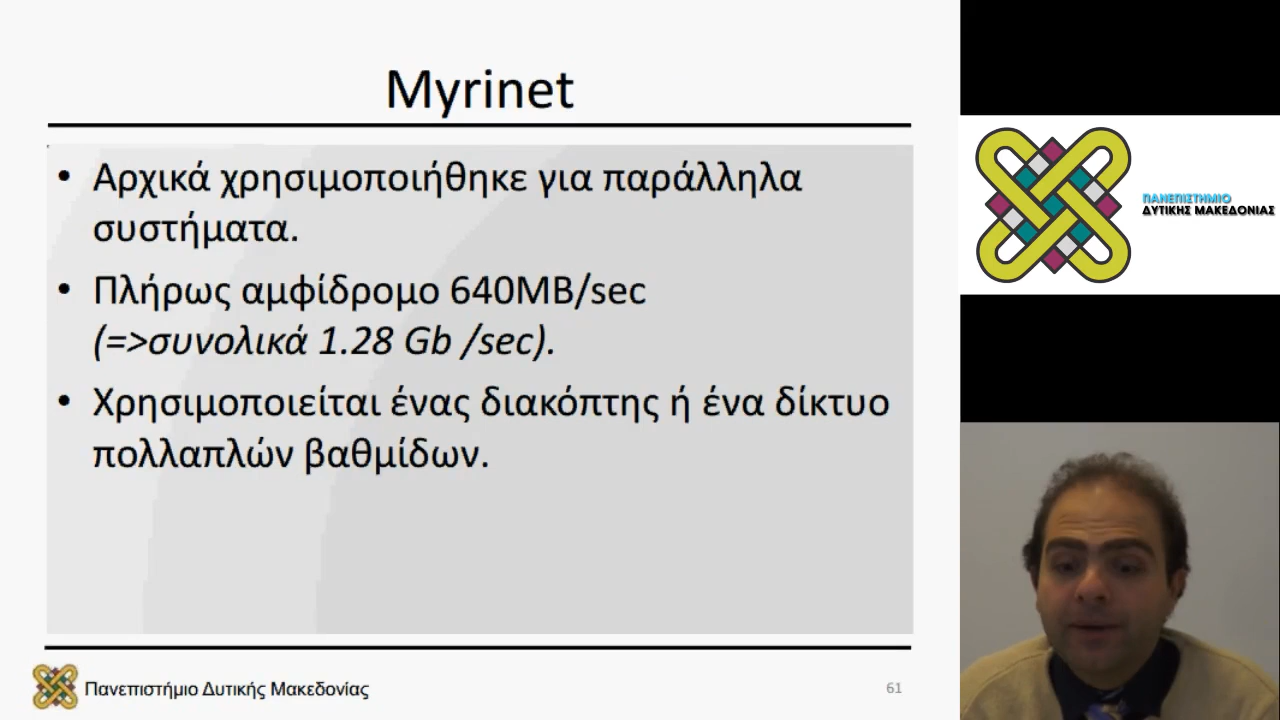 Myrinet
• Αρχικά χρησιμοποιήθηκε για παράλληλα
συστήματα.
• Πλήρως αμφίδρομο 640MB/sec
(=>συνολικά 1.28 Gb /sec).
• Χρησιμοποιείται ένας διακόπτης ή ένα δίκτυο
πολλαπλών βαθμίδων.
Πανεπιστήμιο Δυτικής Μακεδονίας
61
ΠΑΝΕΠΙΣΤΗΜΙΟ
ΔΥΤΙΚΗΣ ΜΑΚΕΔΟΝΙΑΣ